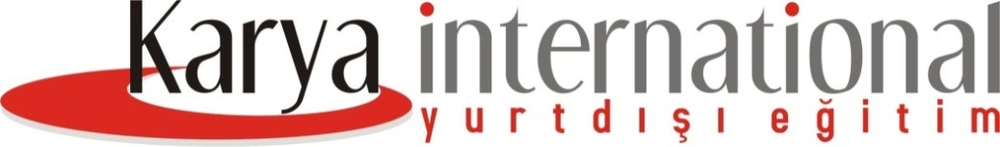 Karya international
yurtdışı eğitim